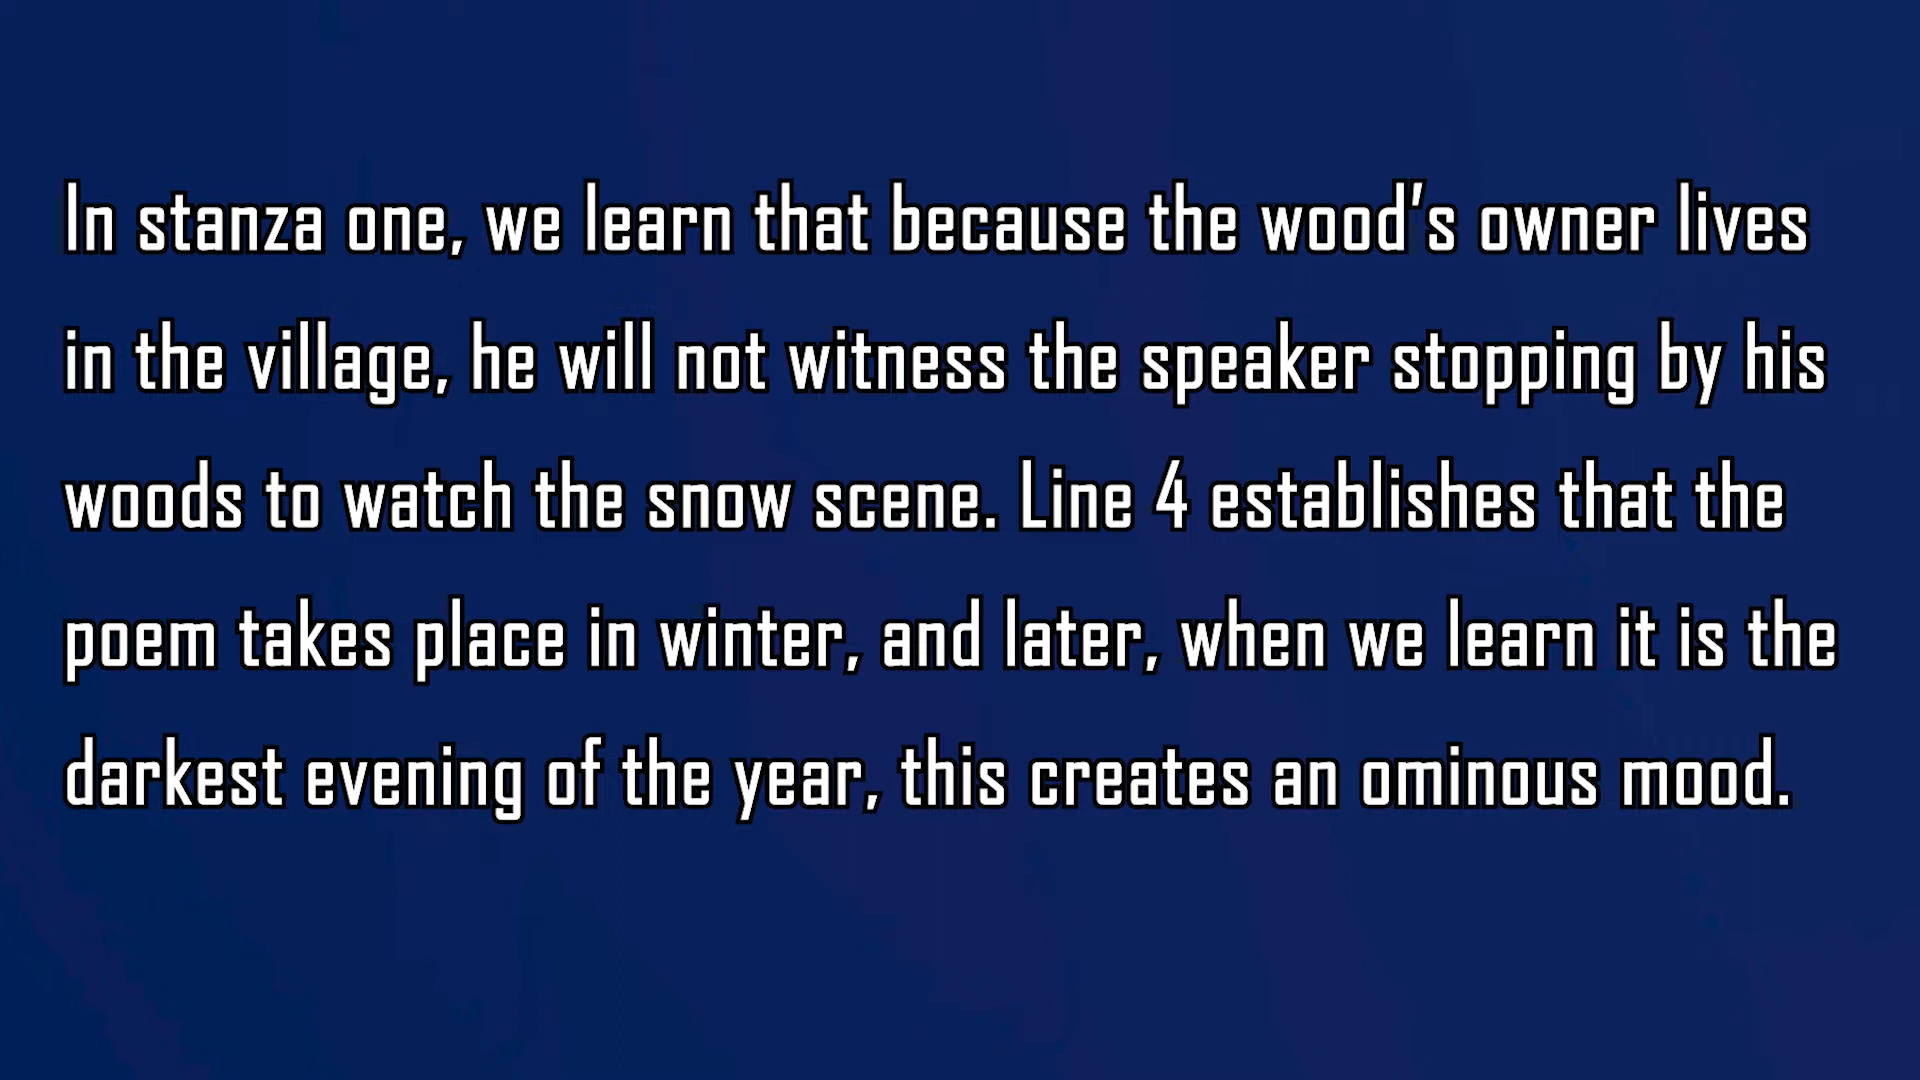 In stanza one, we learn that because the wood’s owner lives
in the village, he will not witness the speaker stopping by his
woods to watch the snow scene. Line 4 establishes that the
poem takes place in winter, and later, when we learn it is the
darkest evening of the year, this creates an ominous mood.